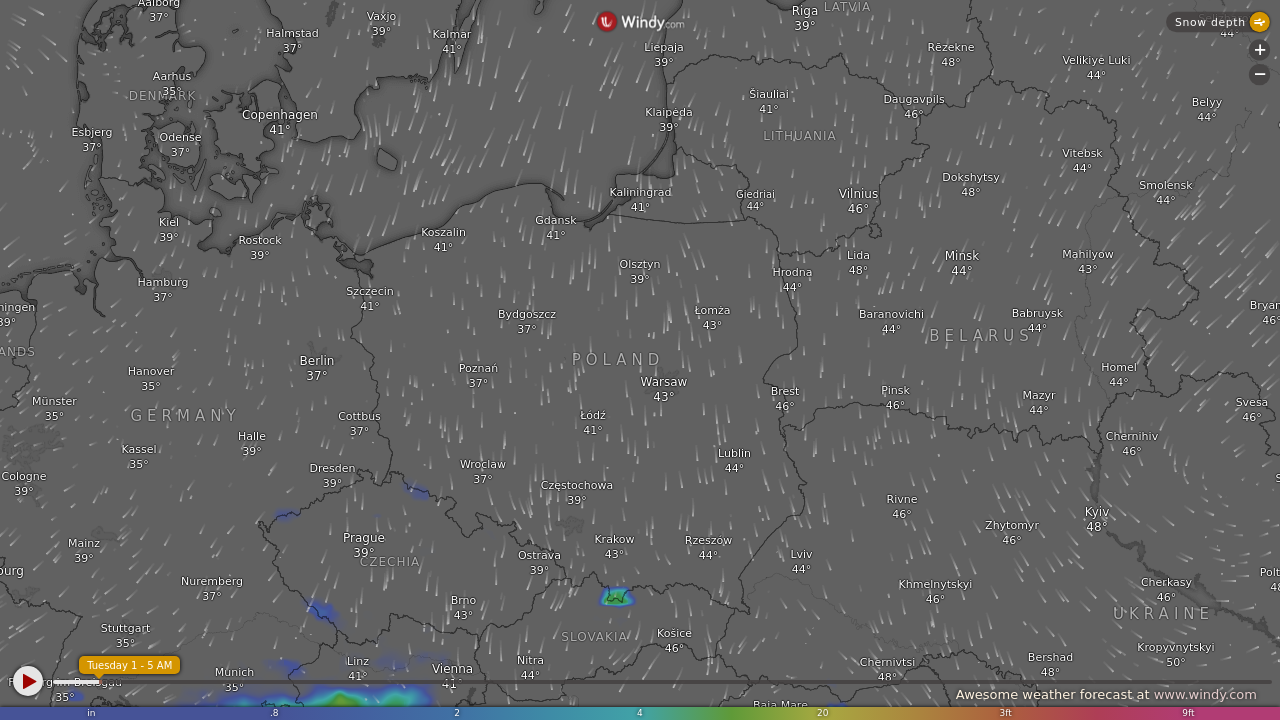 Aalborg
37°
Halmstad
37°
Vaxjo
39°
Kalmar
41°
Windy.com
Riga
39°
LATVIA
Snow depth
44°
+
−
Liepaja
39°
Rēzekne
48°
Velikiye Luki
44°
Aarhus
35°
DENMARK
Copenhagen
41°
Klaipėda
39°
Šiauliai
41°
Daugavpils
46°
Belyy
44°
Esbjerg
37°
Odense
37°
LITHUANIA
Vitebsk
44°
Kaliningrad
41°
Giedriai
44°
Vilnius
46°
Dokshytsy
48°
Smolensk
44°
Kiel
39°
Rostock
39°
Koszalin
41°
Gdansk
41°
Olsztyn
39°
Hrodna
44°
Lida
48°
Minsk
44°
Mahilyow
43°
Hamburg
37°
Szczecin
41°
Bydgoszcz
37°
Łomża
43°
Baranovichi
44°
Babruysk
44°
BELARUS
ningen
39°
ANDS
Bryan
46°
Hanover
35°
Berlin
37°
Poznań
37°
POLAND
Warsaw
43°
Brest
46°
Pinsk
46°
Mazyr
44°
Homel
44°
Svesa
46°
Münster
35°
GERMANY
Cottbus
37°
Łódź
41°
Kassel
35°
Halle
39°
Lublin
44°
Chernihiv
46°
Cologne
39°
Dresden
39°
Wroclaw
37°
Częstochowa
39°
Rivne
46°
Zhytomyr
46°
Kyiv
48°
S
Mainz
39°
Prague
39°
CZECHIA
Ostrava
39°
Krakow
43°
Rzeszow
44°
Lviv
44°
burg
Nuremberg
37°
Brno
43°
Khmelnytskyi
46°
Cherkasy
46°
Polt
48
UKRAINE
Stuttgart
35°
SLOVAKIA
Košice
46°
Tuesday 1 - 5 AM
Munich
35°
Linz
41°
Vienna
41°
Nitra
44°
Chernivtsi
48°
Bershad
48°
Kropyvnytskyi
50°
35°
Baia Mare
Awesome weather forecast at www.windy.com
in .8 2 4 20 3ft 9ft